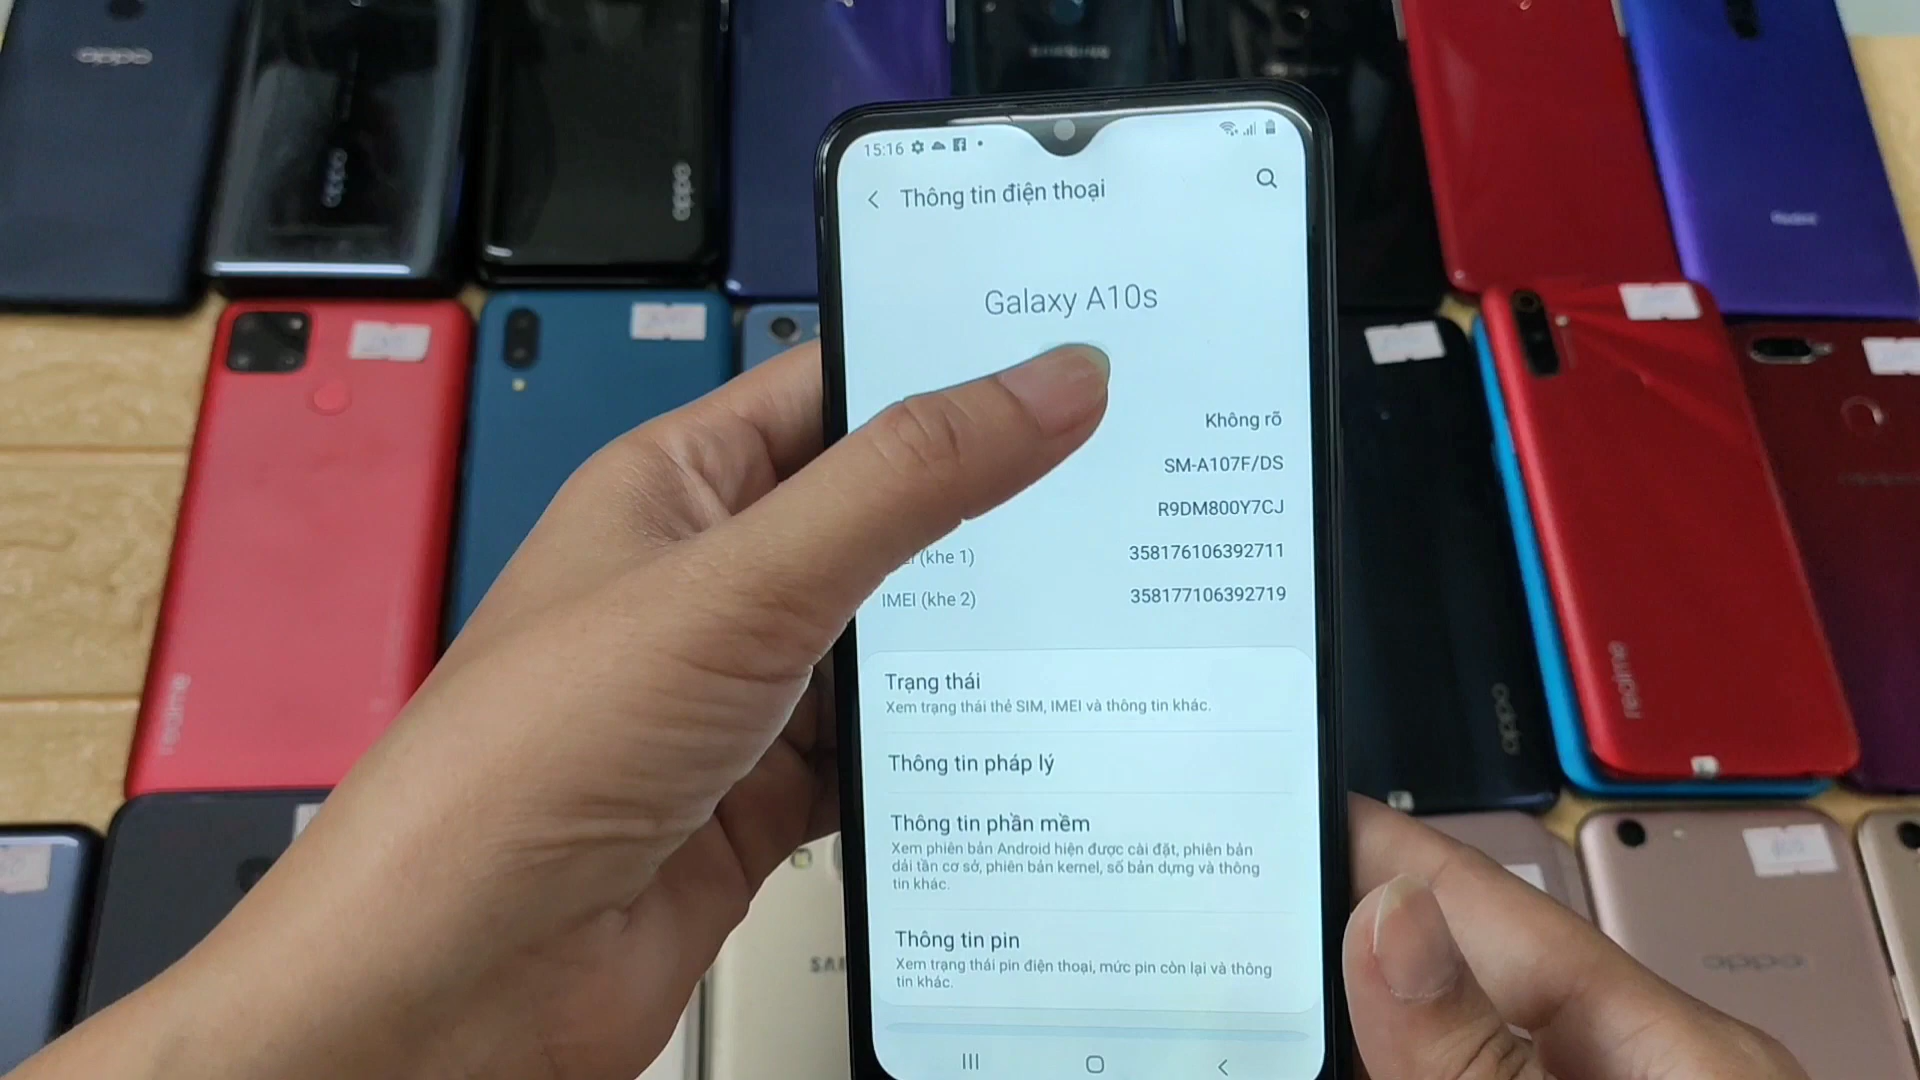 oppo
oppo
oppo
SAMSUNG
Redmi
15:16
Thông tin điện thoại
Galaxy A10s
Không rõ
SM-A107F/DS
R9DM800Y7CJ
(khe 1) 358176106392711
IMEI (khe 2) 358177106392719
Trạng thái
Xem trạng thái thẻ SIM, IMEI và thông tin khác.
Thông tin pháp lý
Thông tin phần mềm
Xem phiên bản Android hiện được cài đặt, phiên bản
dải tần cơ sở, phiên bản kernel, số bản dựng và thông
tin khác.
Thông tin pin
Xem trạng thái pin điện thoại, mức pin còn lại và thông
tin khác.
realme
oppo
realme
SAM
oppo